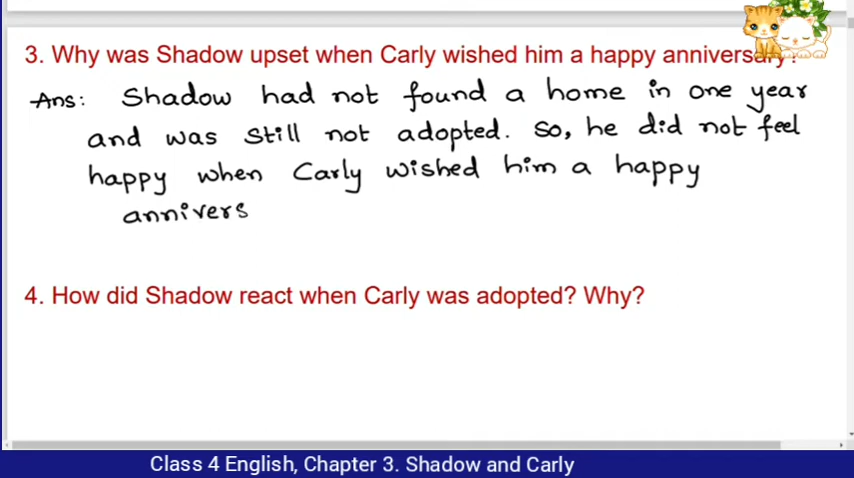 3. Why was Shadow upset when Carly wished him a happy anniversary?
Ans: Shadow had not found a home in one year
and was still not adopted. So, he did not feel
happy when Carly wished him a happy
annivers
4. How did Shadow react when Carly was adopted? Why?
Class 4 English, Chapter 3. Shadow and Carly